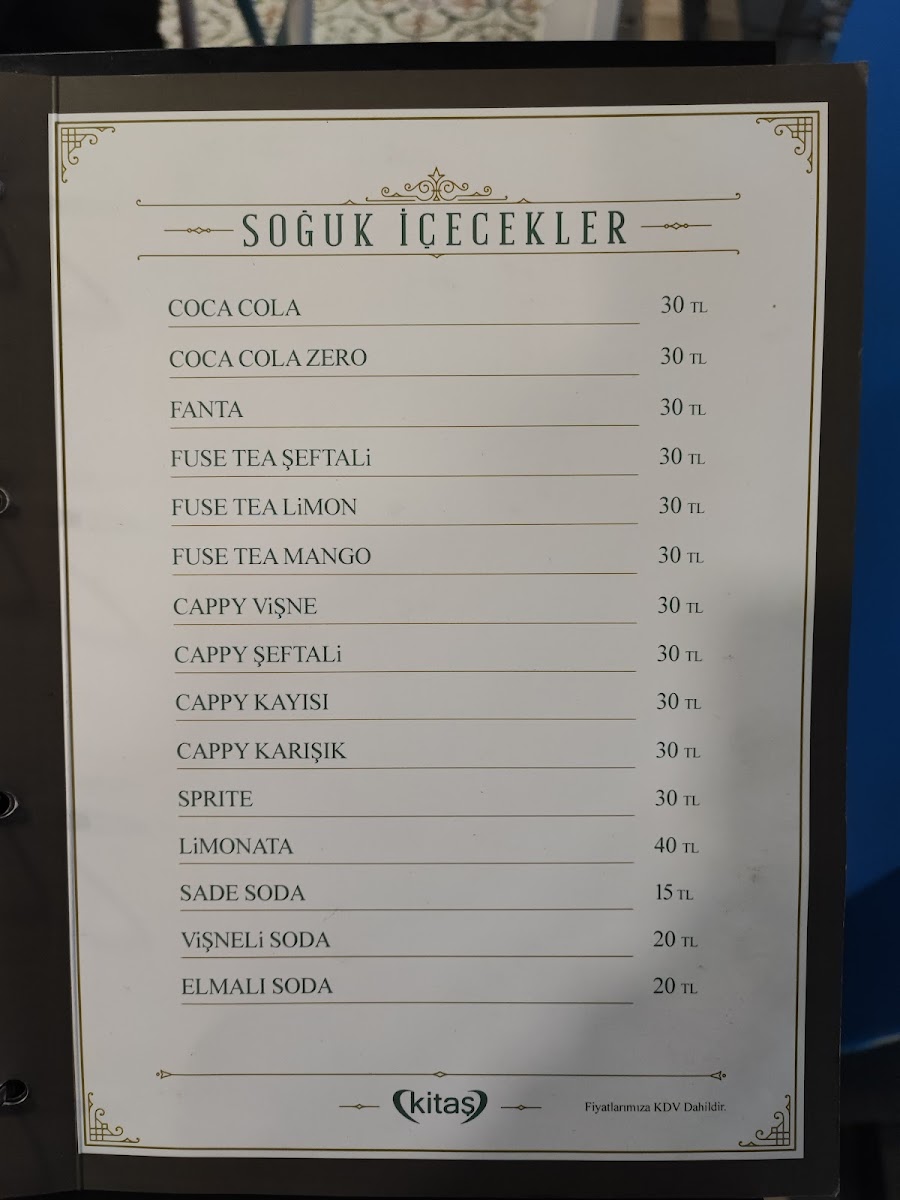 SOĞUK İÇECEKLER
COCA COLA 30 TL
COCA COLA ZERO 30 TL
FANTA 30 TL
FUSE TEA ŞEFTALi 30 TL
FUSE TEA LiMON 30 TL
FUSE TEA MANGO 30 TL
CAPPY ViŞNE 30 TL
CAPPY ŞEFTALi 30 TL
CAPPY KAYISI 30 TL
CAPPY KARIŞIK 30 TL
SPRITE 30 TL
LiMONATA 40 TL
SADE SODA 15 TL
ViŞNELi SODA 20 TL
ELMALI SODA 20 TL
kitaş
Fiyatlarımıza KDV Dahildir.